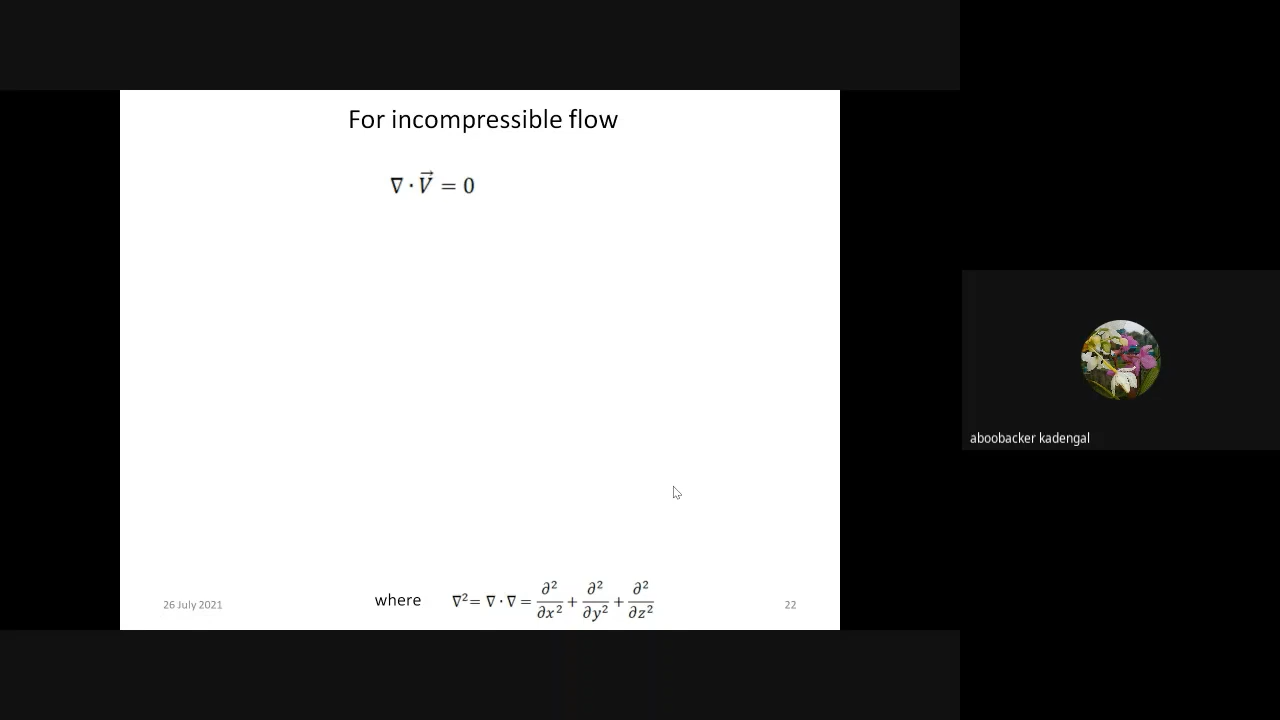 For incompressible flow
∇ · V⃗ = 0
aboobacker kadengal
where ∇²= ∇ · ∇ = ∂²/∂x² + ∂²/∂y² + ∂²/∂z²
26 July 2021
22